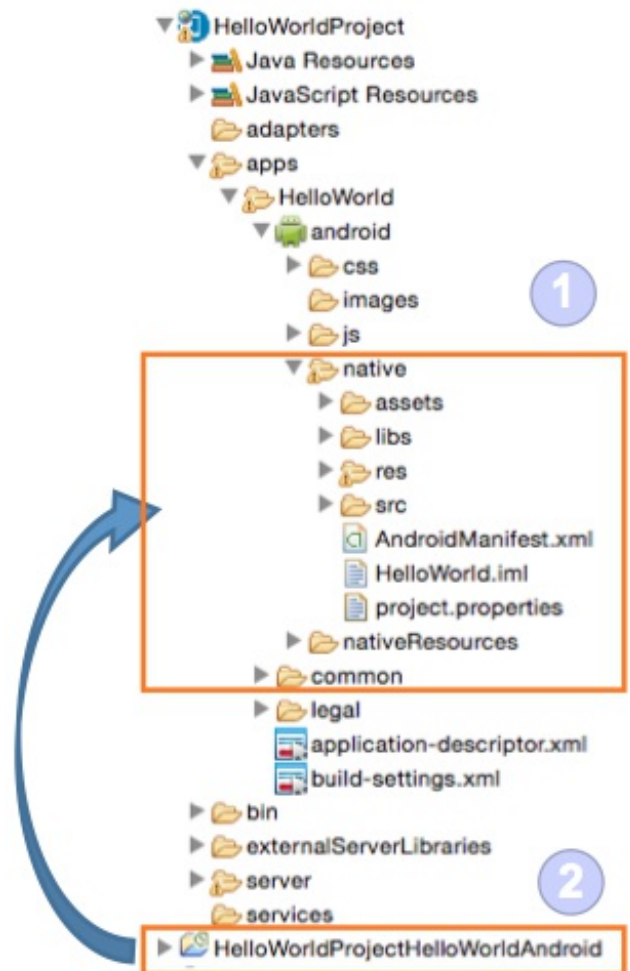 HelloWorldProject
Java Resources
JavaScript Resources
adapters
apps
HelloWorld
android
css
images
1
js
native
assets
libs
res
src
AndroidManifest.xml
HelloWorld.iml
project.properties
nativeResources
common
legal
application-descriptor.xml
build-settings.xml
bin
externalServerLibraries
server
2
services
HelloWorldProjectHelloWorldAndroid